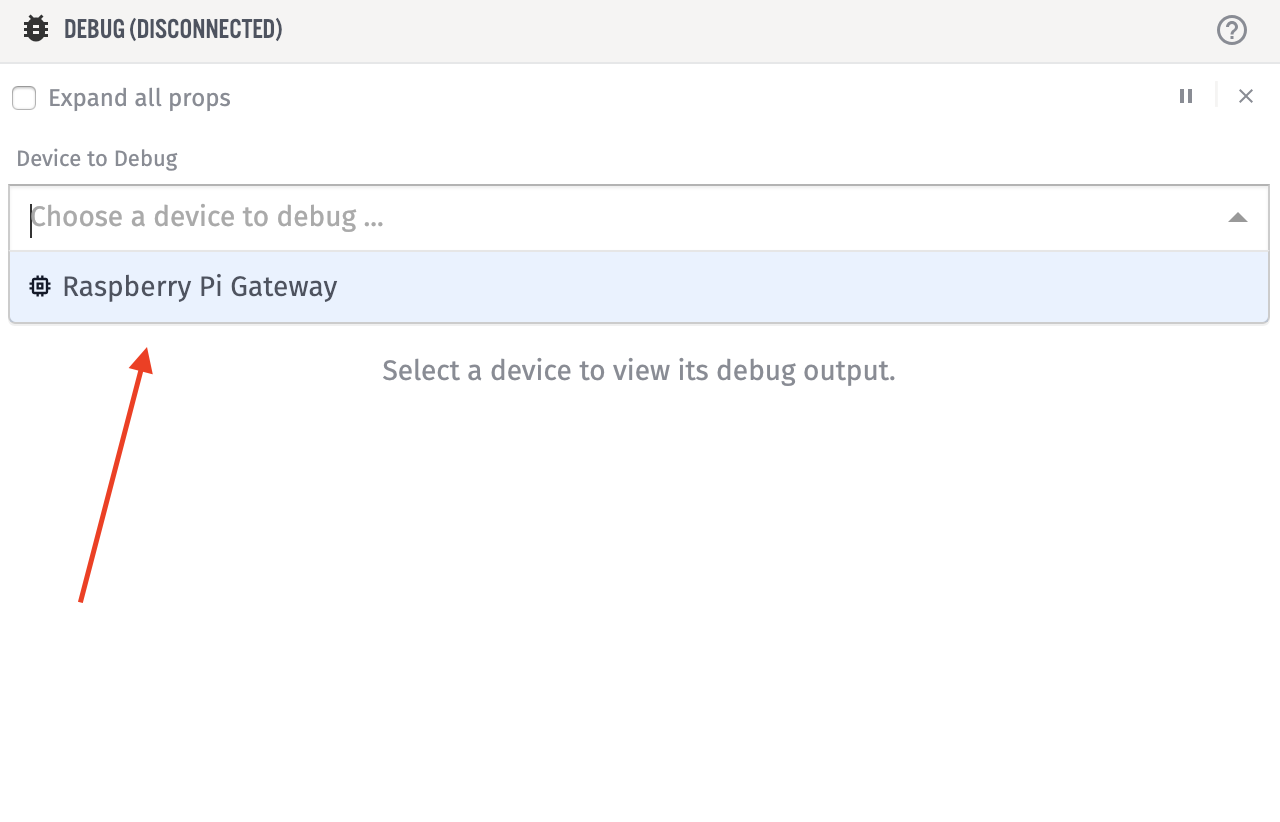 DEBUG (DISCONNECTED)
Expand all props
Device to Debug
Choose a device to debug ...
Raspberry Pi Gateway
Select a device to view its debug output.